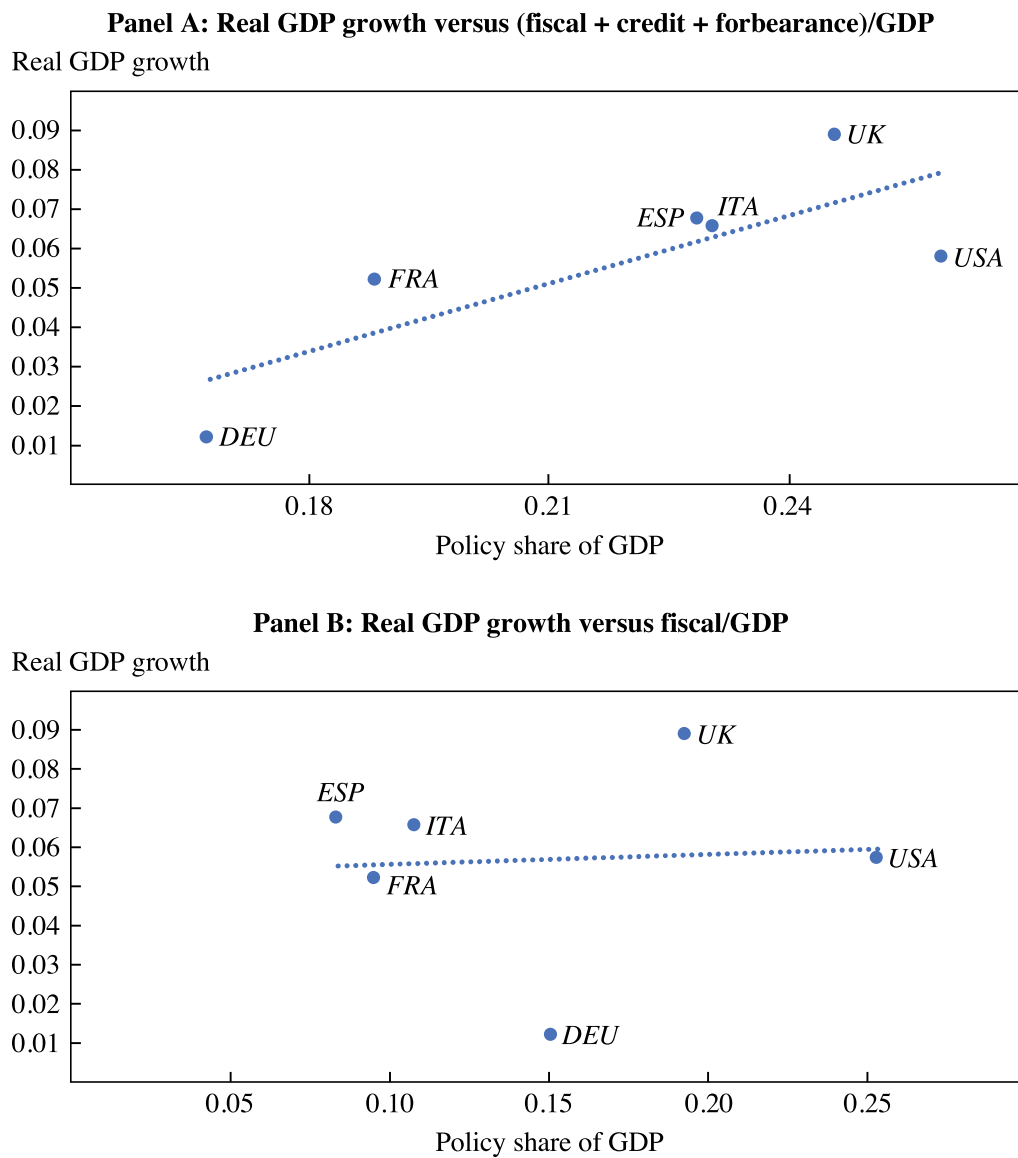 Panel A: Real GDP growth versus (fiscal + credit + forbearance)/GDP
Real GDP growth
0.09
UK
0.08
0.07
ESP
ITA
0.06
USA
0.05
FRA
0.04
0.03
0.02
0.01
DEU
0.18
0.21
0.24
Policy share of GDP
Panel B: Real GDP growth versus fiscal/GDP
Real GDP growth
0.09
UK
0.08
ESP
0.07
ITA
0.06
USA
0.05
FRA
0.04
0.03
0.02
0.01
DEU
0.05
0.10
0.15
0.20
0.25
Policy share of GDP